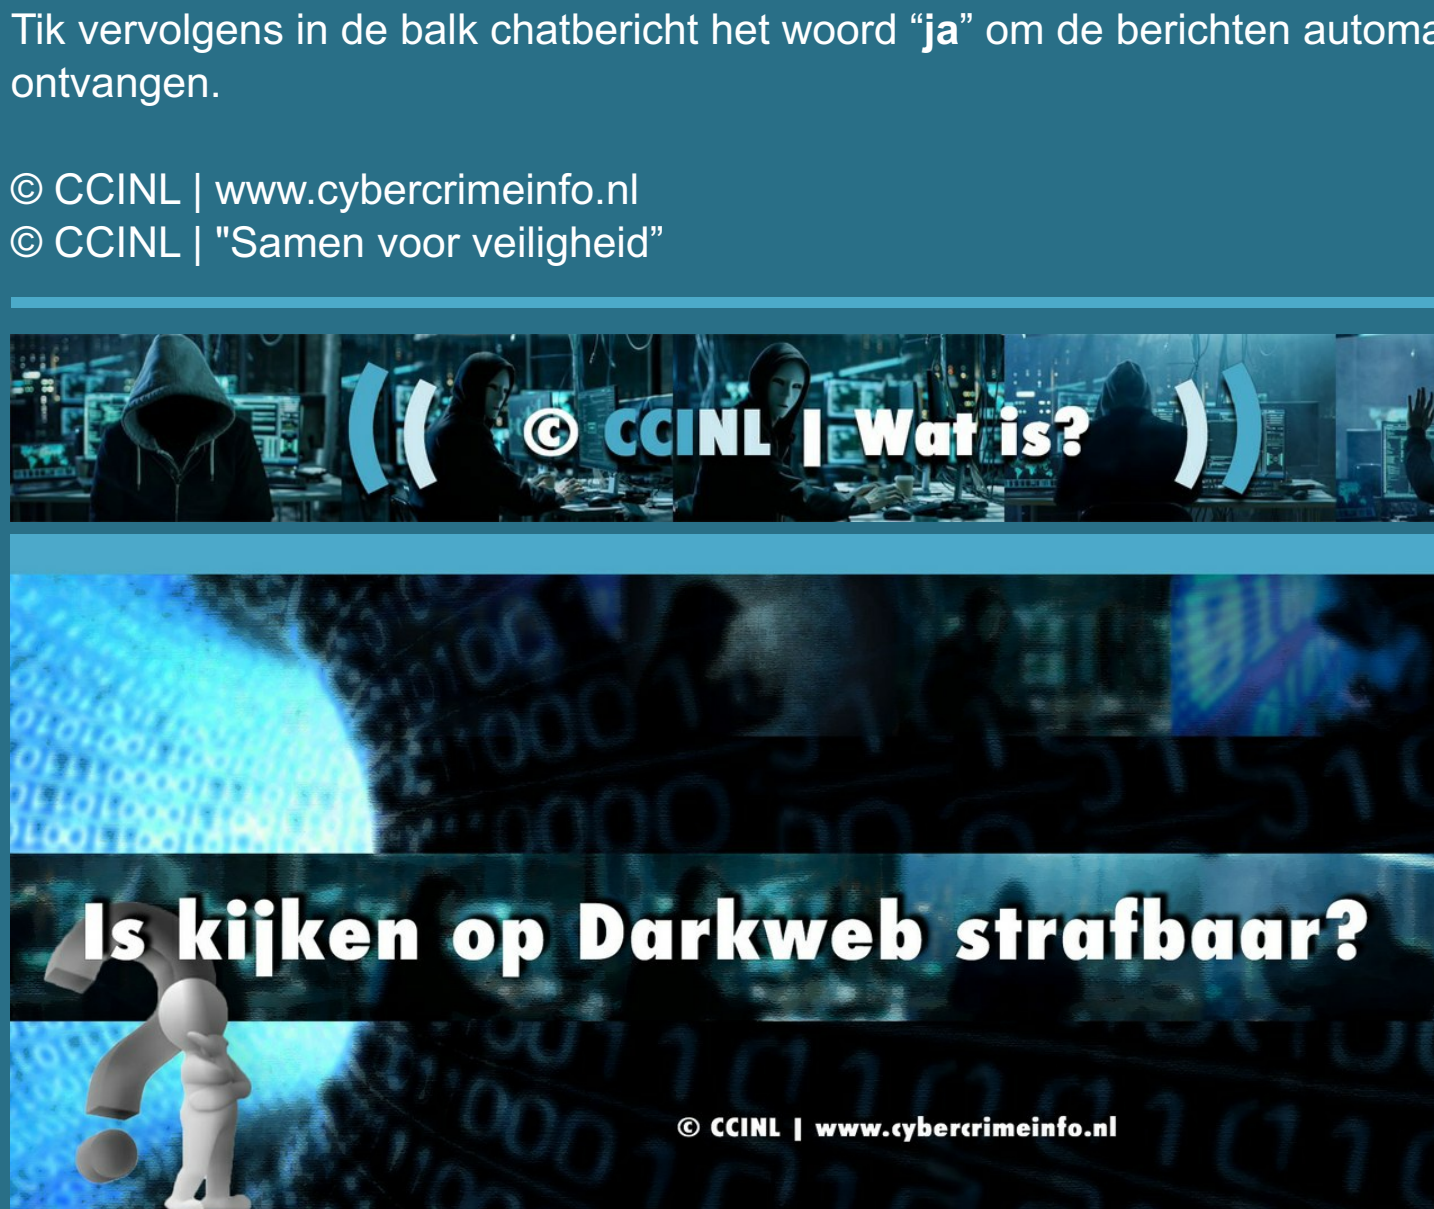 Tik vervolgens in de balk chatbericht het woord “ja” om de berichten
ontvangen.
© CCINL | www.cybercrimeinfo.nl
© CCINL | "Samen voor veiligheid”
© CCINL | Wat is?
Is kijken op Darkweb strafbaar?
© CCINL | www.cybercrimeinfo.nl